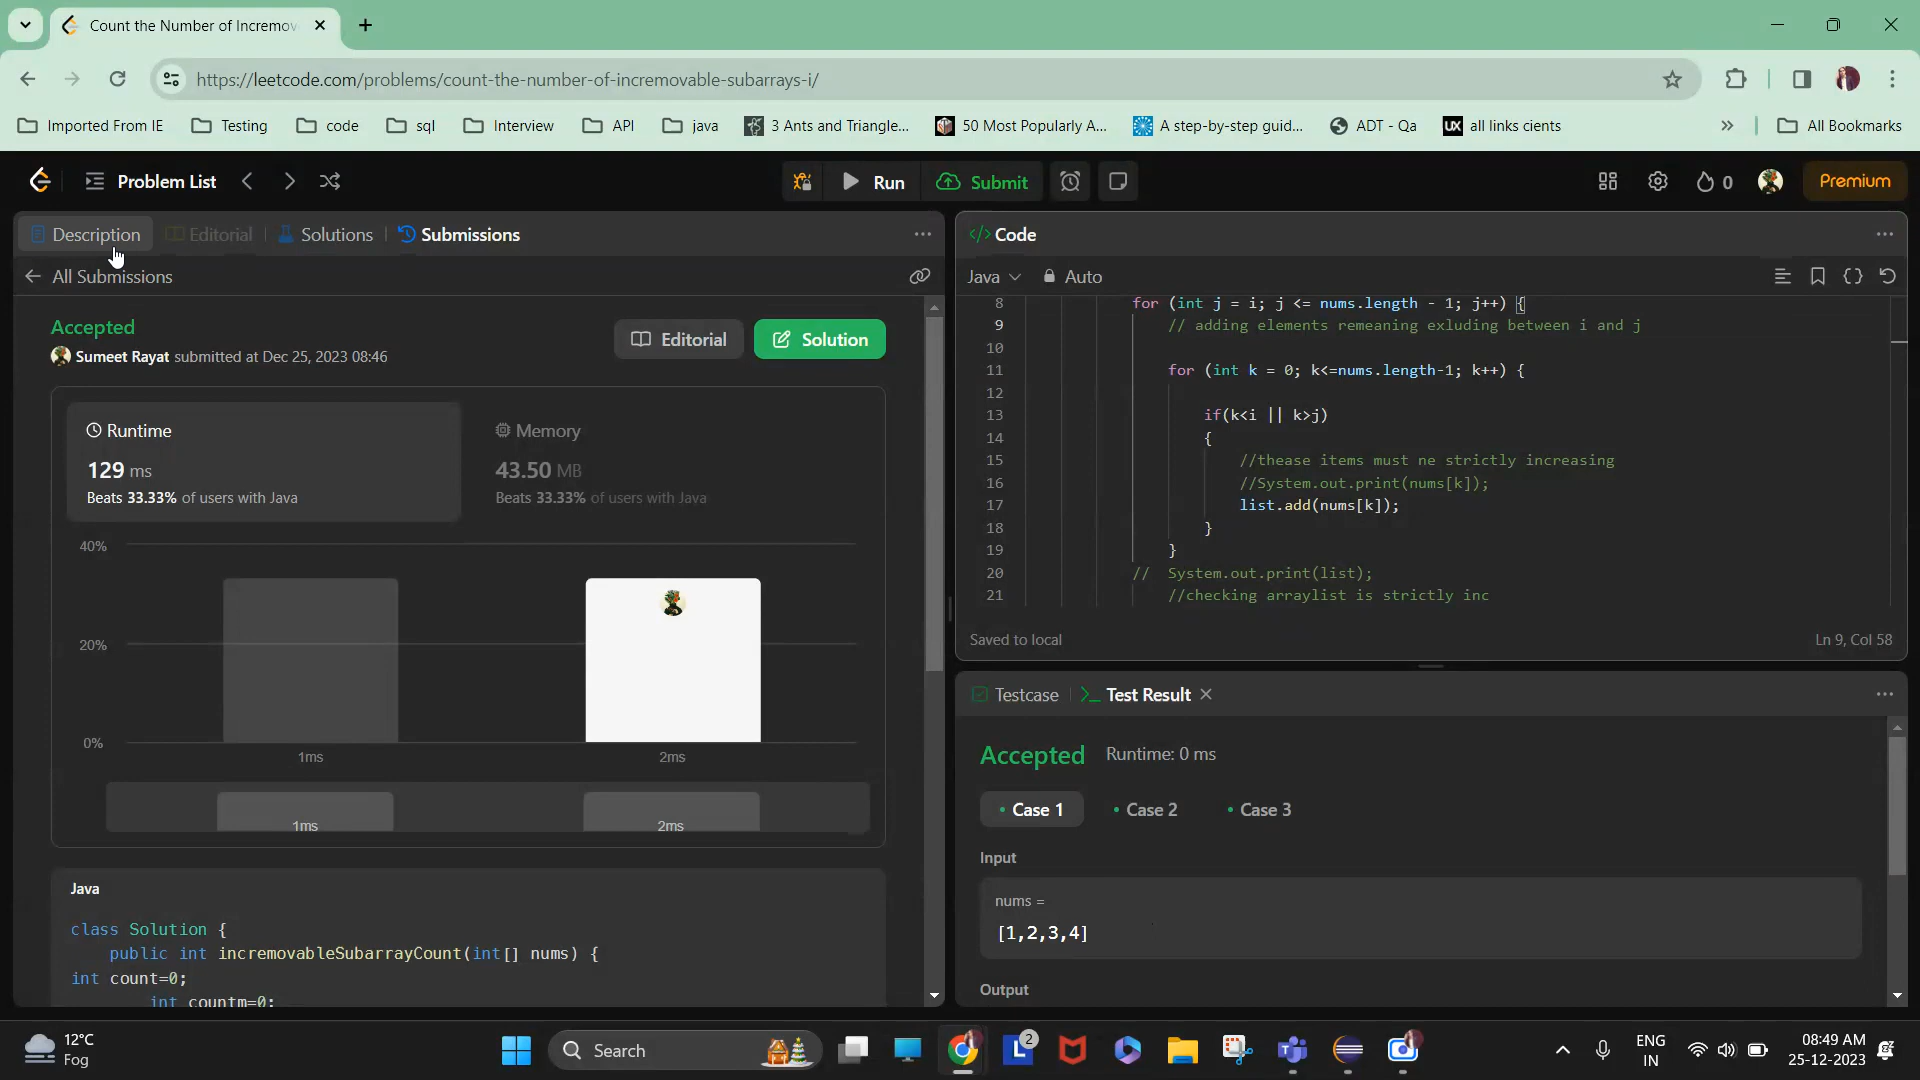 Count the Number of Incremov
https://leetcode.com/problems/count-the-number-of-incremovable-subarrays-i/
Imported From IE
Testing
code
sql
Interview
API
java
3 Ants and Triangle...
50 Most Popularly A...
A step-by-step guid...
ADT - Qa
UX
all links cients
»
All Bookmarks
Problem List
Run
Submit
0
Premium
Description
Editorial
Solutions
Submissions
</> Code
All Submissions
Java
Auto
Accepted
Sumeet Rayat submitted at Dec 25, 2023 08:46
Editorial
Solution
Runtime
129 ms
Beats 33.33% of users with Java
Memory
43.50 MB
Beats 33.33% of users with Java
40%
20%
0%
1ms
2ms
1ms
2ms
Java
class Solution {
public int incremovableSubarrayCount(int[] nums) {
int count=0;
int countm=0;
8 for (int j = i; j <= nums.length - 1; j++) {
9 // adding elements remeaning exluding between i and j
10
11 for (int k = 0; k<=nums.length-1; k++) {
12
13 if(k<i || k>j)
14 {
15 //thease items must ne strictly increasing
16 //System.out.print(nums[k]);
17 list.add(nums[k]);
18 }
19 }
20 // System.out.print(list);
21 //checking arraylist is strictly inc
Saved to local
Ln 9, Col 58
Testcase
Test Result
Accepted
Runtime: 0 ms
Case 1
Case 2
Case 3
Input
nums =
[1,2,3,4]
Output
12°C
Fog
Search
L
2
ENG
IN
08:49 AM
25-12-2023